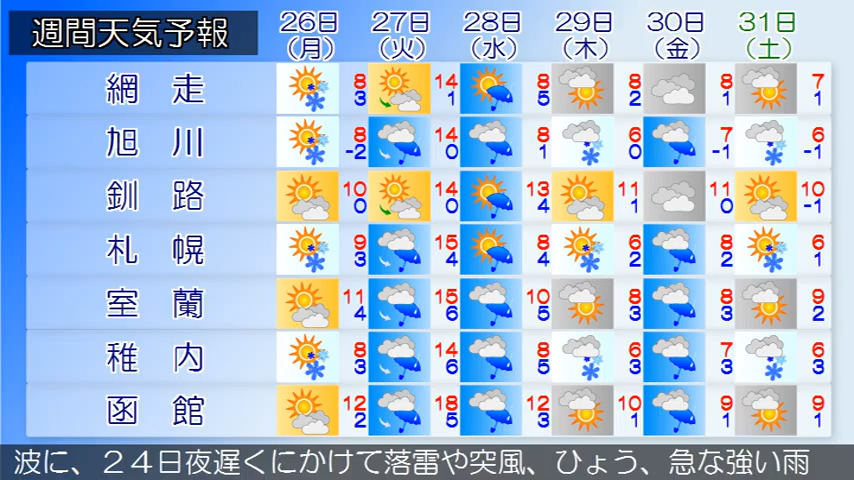 週間天気予報
26日 27日 28日 29日 30日 31日
(月) (火) (水) (木) (金) (土)
網走 8 3 14 1 8 5 8 2 8 1 7 1
旭川 8 -2 14 0 8 1 6 0 7 -1 6 -1
釧路 10 0 14 0 13 4 11 1 11 0 10 -1
札幌 9 3 15 4 8 4 6 2 8 2 6 1
室蘭 11 4 15 6 10 5 8 3 8 3 9 2
稚内 8 3 14 6 8 5 6 3 7 3 6 3
函館 12 2 18 5 12 3 10 1 9 1 9 1
波に、２４日夜遅くにかけて落雷や突風、ひょう、急な強い雨